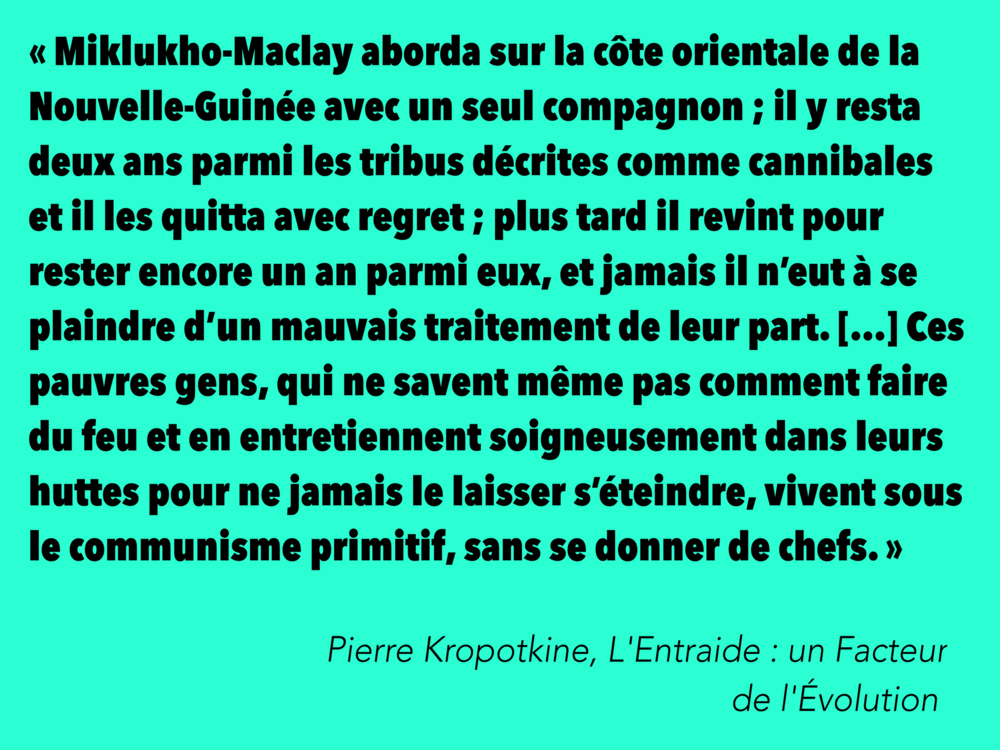 « Miklukho-Maclay aborda sur la côte orientale de la
Nouvelle-Guinée avec un seul compagnon ; il y resta
deux ans parmi les tribus décrites comme cannibales
et il les quitta avec regret ; plus tard il revint pour
rester encore un an parmi eux, et jamais il n’eut à se
plaindre d’un mauvais traitement de leur part. [...] Ces
pauvres gens, qui ne savent même pas comment faire
du feu et en entretiennent soigneusement dans leurs
huttes pour ne jamais le laisser s’éteindre, vivent sous
le communisme primitif, sans se donner de chefs. »
Pierre Kropotkine, L'Entraide : un Facteur
de l'Évolution